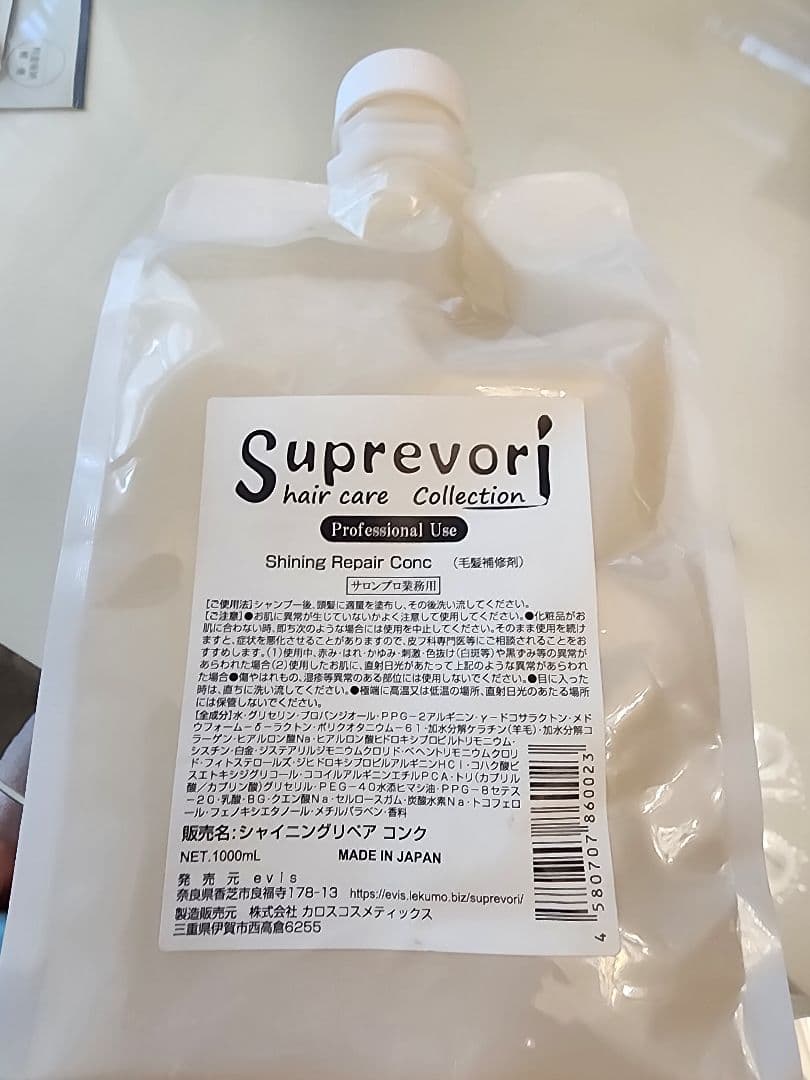 Suprevori
hair care Collection
Professional Use
Shining Repair Conc （毛髪補修剤）
サロンプロ業務用
【ご使用法】シャンプー後、頭髪に適量を塗布し、その後洗い流してください。
【ご注意】●お肌に異常が生じていないかよく注意して使用してください。●化粧品がお
肌に合わない時、即ち次のような場合には使用を中止してください。そのまま使用を続け
ますと、症状を悪化させることがありますので、皮フ科専門医等にご相談されることをお
すすめします。（1）使用中、赤み・はれ・かゆみ・刺激・色抜け（白斑等）や黒ずみ等の異常が
あらわれた場合（2）使用したお肌に、直射日光があたって上記のような異常があらわれ
た場合●傷やはれもの、湿疹等異常のある部位には使用しないでください。●目に入った
時は、直ちに洗い流してください。●極端に高温又は低温の場所、直射日光のあたる場所
には保管しないでください。
【全成分】水・グリセリン・プロパンジオール・PPG-2アルギニン・γ-ドコサラクトン・メド
ウフォーム-δ-ラクトン・ポリクオタニウム-61・加水分解ケラチン（羊毛）・加水分解コ
ラーゲン・ヒアルロン酸Na・ヒアルロン酸ヒドロキシプロピルトリモニウム・
シスチン・白金・ジステアリルジモニウムクロリド・ベヘントリモニウムクロリ
ド・フィトステロールズ・ジヒドロキシプロピルアルギニンHCl・コハク酸ビ
スエトキシジグリコール・ココイルアルギニンエチルPCA・トリ（カプリル
酸／カプリン酸）グリセリル・PEG-40水添ヒマシ油・PPG-8セテス
-20・乳酸・BG・クエン酸Na・セルロースガム・炭酸水素Na・トコフェロ
ール・フェノキシエタノール・メチルパラベン・香料
販売名：シャイニングリペア コンク
NET.1000mL MADE IN JAPAN
発 売 元 evis
奈良県香芝市良福寺178-13 https://evis.lekumo.biz/suprevori/
製造販売元 株式会社 カロスコスメティックス
三重県伊賀市西高倉6255
4 580707 860023